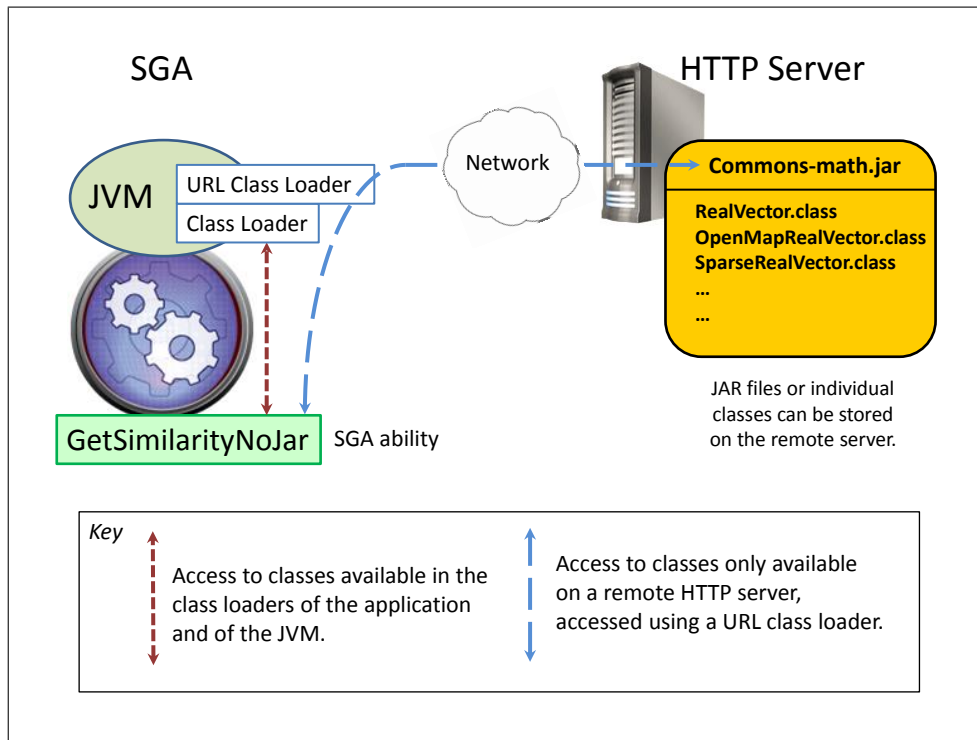 SGA
HTTP Server
JVM
URL Class Loader
Class Loader
Network
Commons-math.jar
RealVector.class
OpenMapRealVector.class
SparseRealVector.class
...
...
JAR files or individual
classes can be stored
on the remote server.
GetSimilarityNoJar
SGA ability
Key
Access to classes available in the
class loaders of the application
and of the JVM.
Access to classes only available
on a remote HTTP server,
accessed using a URL class loader.